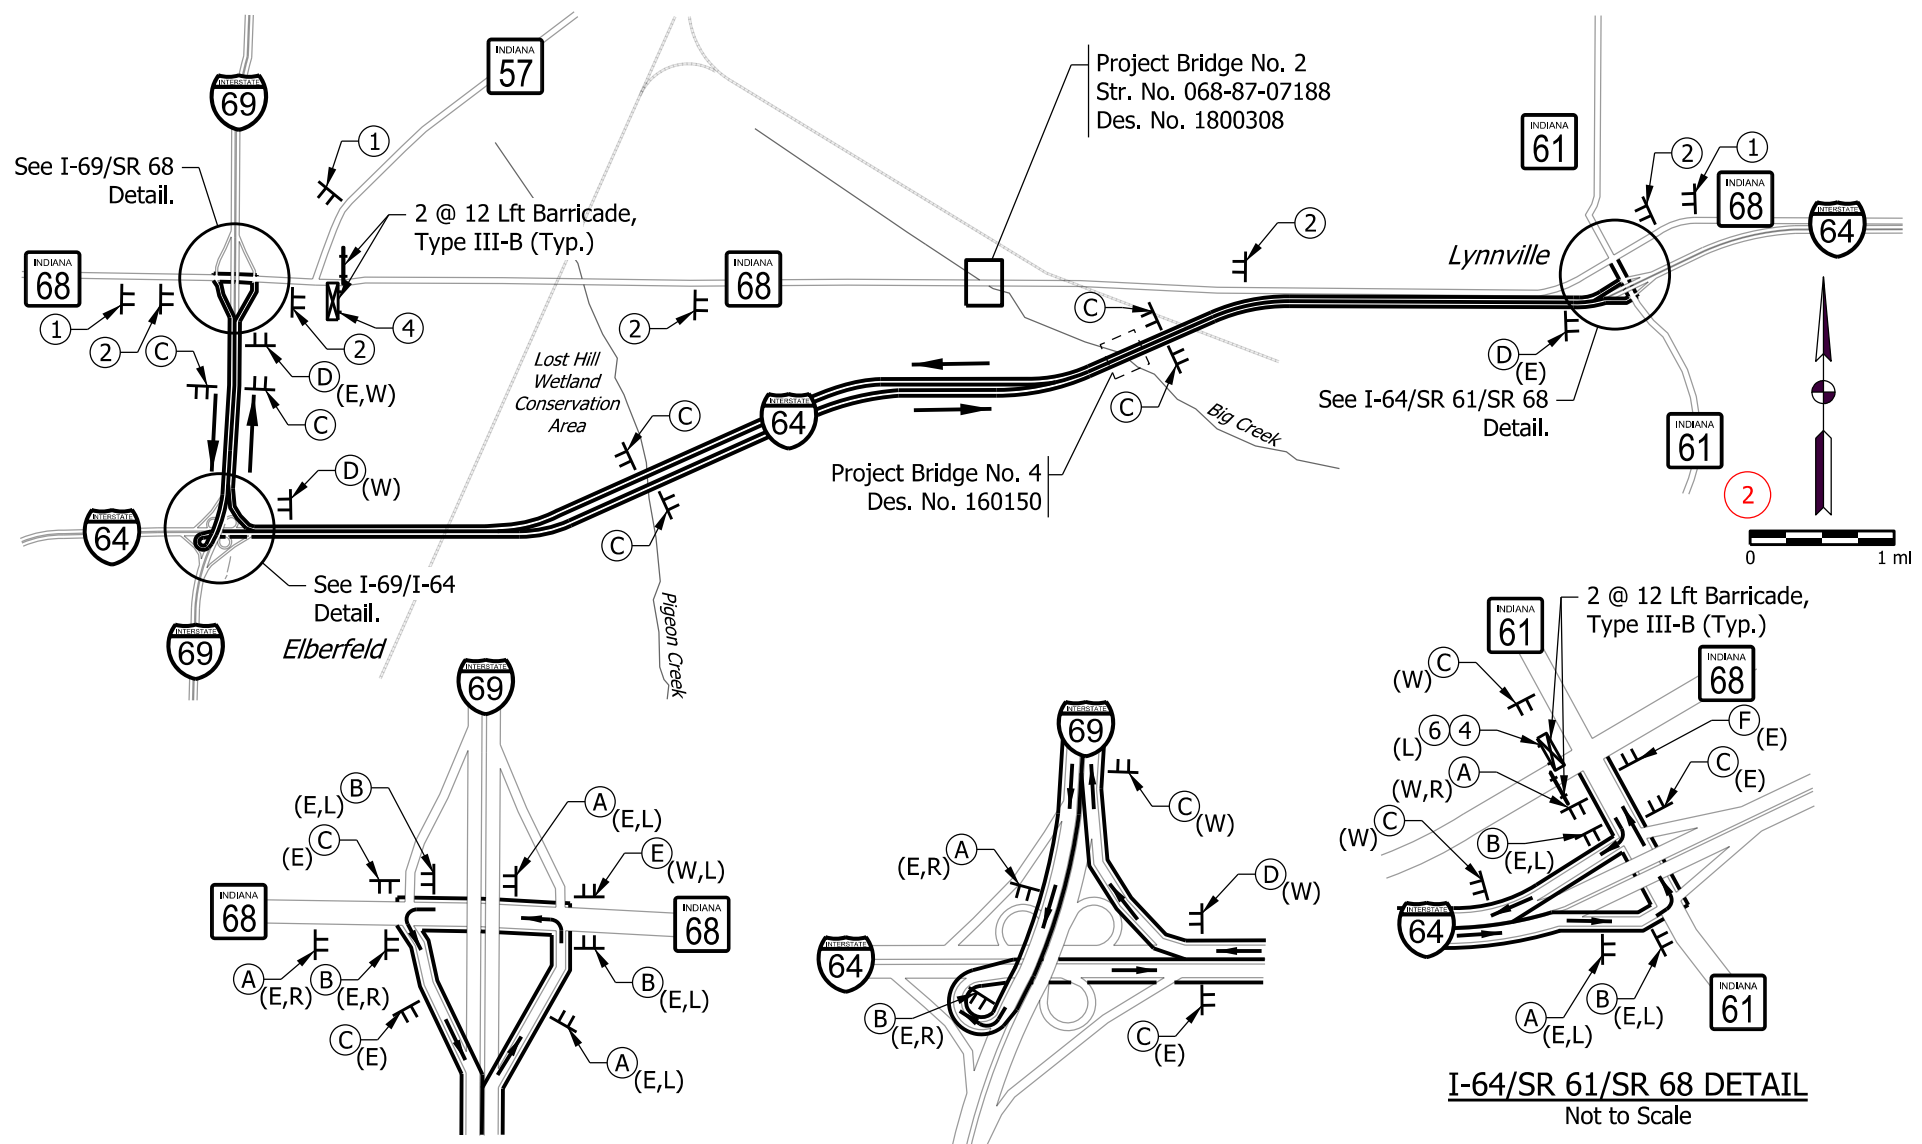 INDIANA
57
INTERSTATE
69
See I-69/SR 68
Detail.
1
2 @ 12 Lft Barricade,
Type III-B (Typ.)
Project Bridge No. 2
Str. No. 068-87-07188
Des. No. 1800308
INDIANA
61
2
1
INDIANA
68
INTERSTATE
64
Lynnville
INDIANA
68
1
2
C
2
4
D
(E,W)
C
2
INDIANA
68
2
C
C
D
(E)
See I-64/SR 61/SR 68
Detail.
INDIANA
61
Lost Hill
Wetland
Conservation
Area
INTERSTATE
64
C
C
Big Creek
Project Bridge No. 4
Des. No. 160150
D
(W)
INTERSTATE
64
See I-69/I-64
Detail.
INTERSTATE
69
Elberfeld
Pigeon Creek
2
0
1 mI
INTERSTATE
69
B
(E,L)
A
(E,L)
C
(E)
E
(W,L)
INDIANA
68
INDIANA
68
A
(E,R)
B
(E,R)
B
(E,L)
C
(E)
A
(E,L)
INTERSTATE
69
C
(W)
A
(E,R)
D
(W)
INTERSTATE
64
B
(E,R)
C
(E)
INDIANA
61
2 @ 12 Lft Barricade,
Type III-B (Typ.)
INDIANA
68
C
(W)
6
4
(L)
F
(E)
A
(W,R)
C
(E)
C
(W)
B
(E,L)
INTERSTATE
64
A
(E,L)
B
(E,L)
INDIANA
61
I-64/SR 61/SR 68 DETAIL
Not to Scale